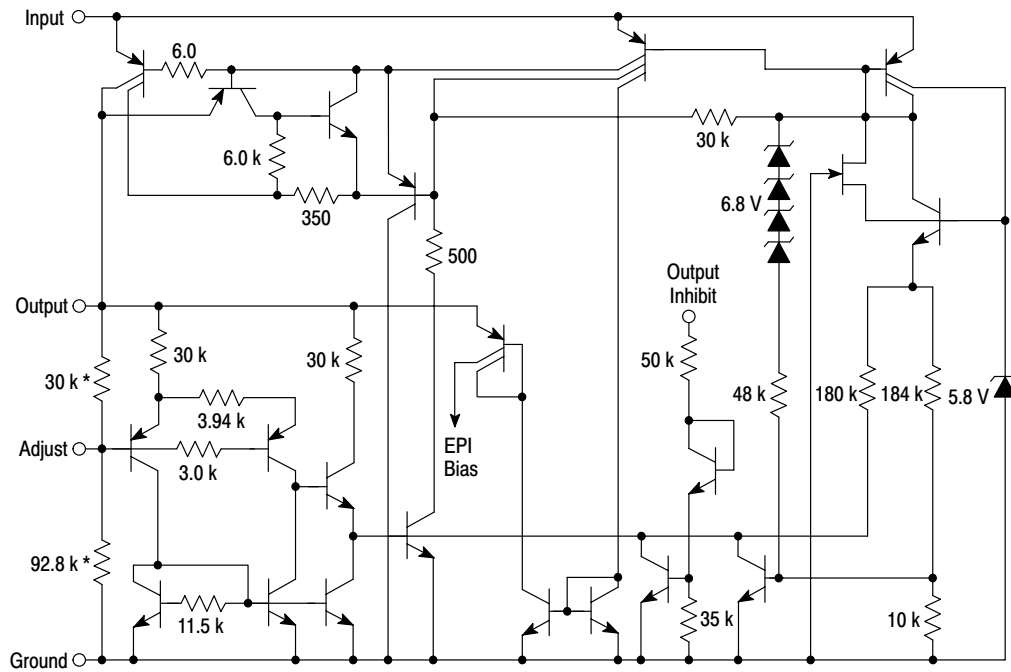 Input
6.0
30 k
6.0 k
6.8 V
350
500
Output
Output
Inhibit
30 k
30 k
50 k
30 k *
3.94 k
48 k
180 k
184 k
5.8 V
Adjust
EPI
Bias
3.0 k
92.8 k *
11.5 k
35 k
10 k
Ground